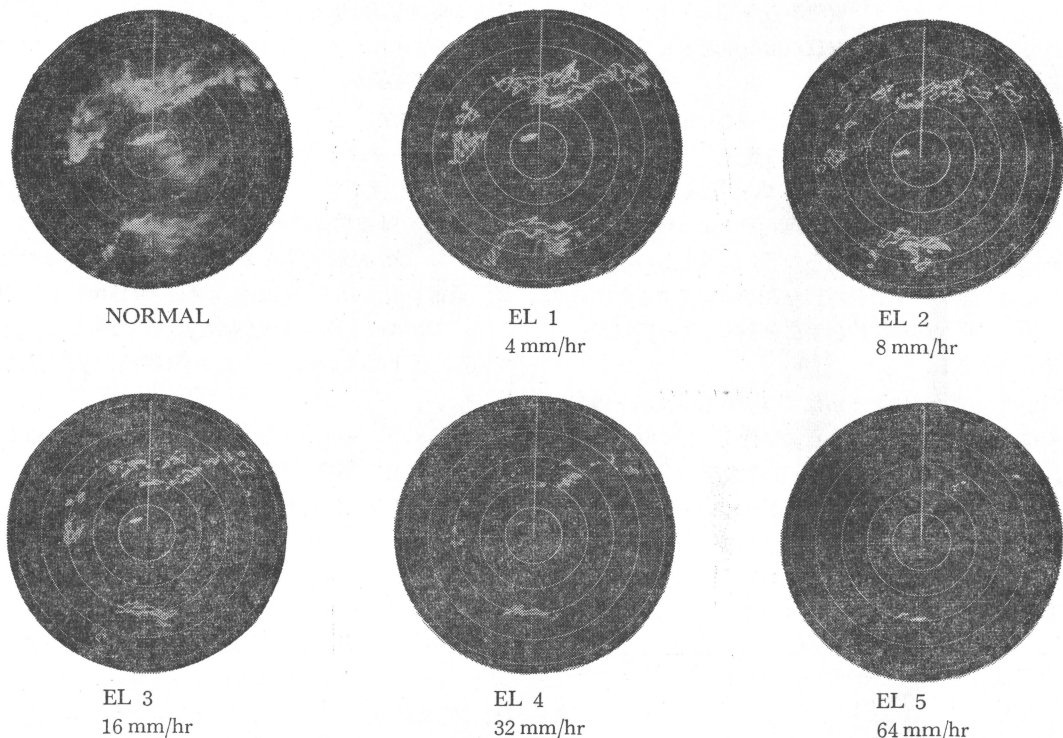 NORMAL
EL 1
4 mm/hr
EL 2
8 mm/hr
EL 3
16 mm/hr
EL 4
32 mm/hr
EL 5
64 mm/hr